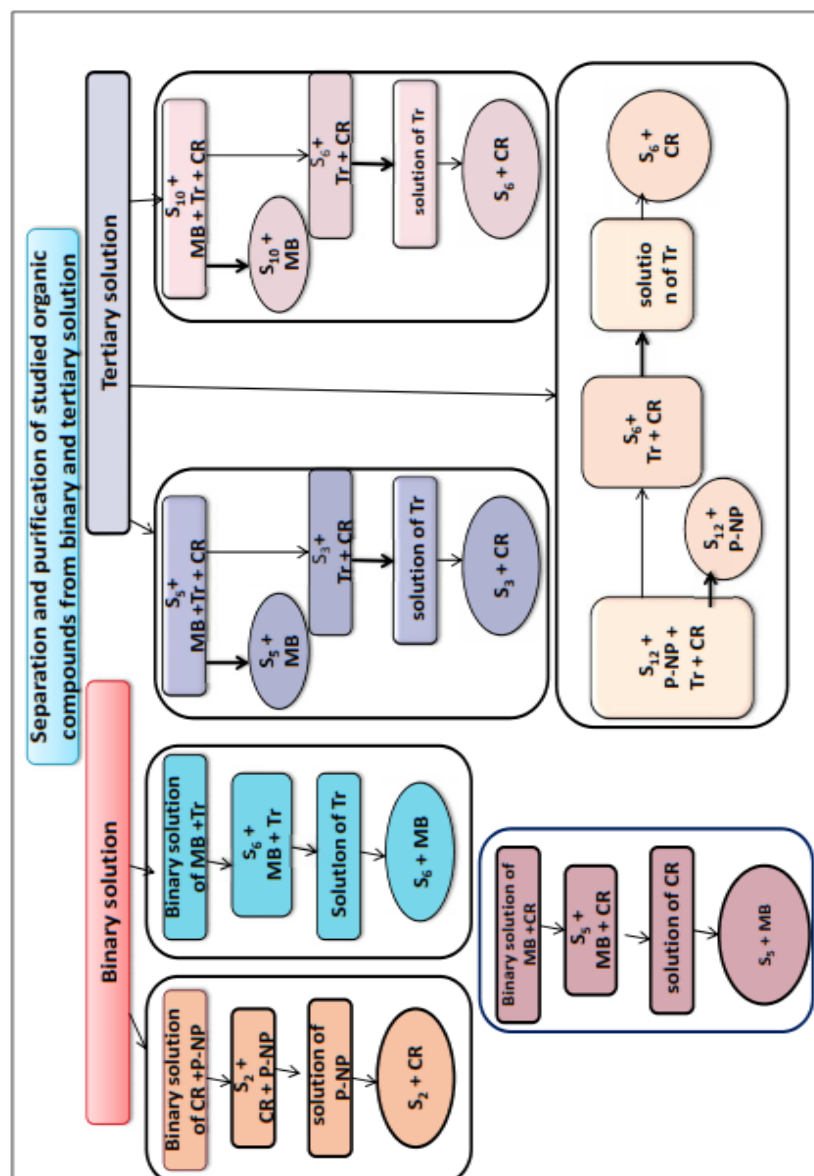 Separation and purification of studied organic
compounds from binary and tertiary solution
Binary solution
Tertiary solution
Binary solution
of CR +P-NP
S₂ +
CR + P-NP
solution of
P-NP
S₂ + CR
Binary solution
of MB +Tr
S₆ +
MB + Tr
Solution of Tr
S₆ + MB
Binary solution of
MB +CR
S₅ +
MB + CR
solution of CR
S₅ + MB
S₅ +
MB +Tr + CR
S₅ +
MB
S₃+
Tr + CR
solution of Tr
S₃ + CR
S₁₀ +
MB + Tr + CR
S₁₀ +
MB
S₆+
Tr + CR
solution of Tr
S₆ + CR
S₁₂ +
P-NP +
Tr + CR
S₁₂ +
P-NP
S₆+
Tr + CR
solutio
n of Tr
S₆ +
CR